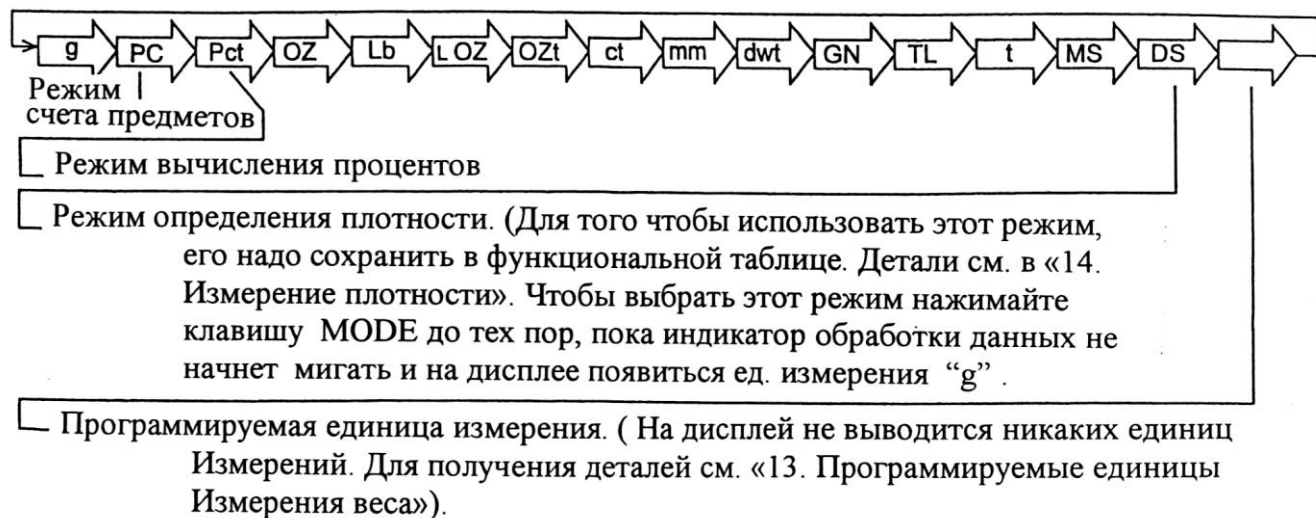 g PC Pct OZ Lb L OZ OZt ct mm dwt GN TL t MS DS
Режим
счета предметов
Режим вычисления процентов
Режим определения плотности. (Для того чтобы использовать этот режим,
его надо сохранить в функциональной таблице. Детали см. в «14.
Измерение плотности». Чтобы выбрать этот режим нажимайте
клавишу MODE до тех пор, пока индикатор обработки данных не
начнет мигать и на дисплее появиться ед. измерения “g” .
Программируемая единица измерения. ( На дисплей не выводится никаких единиц
Измерений. Для получения деталей см. «13. Программируемые единицы
Измерения веса»).